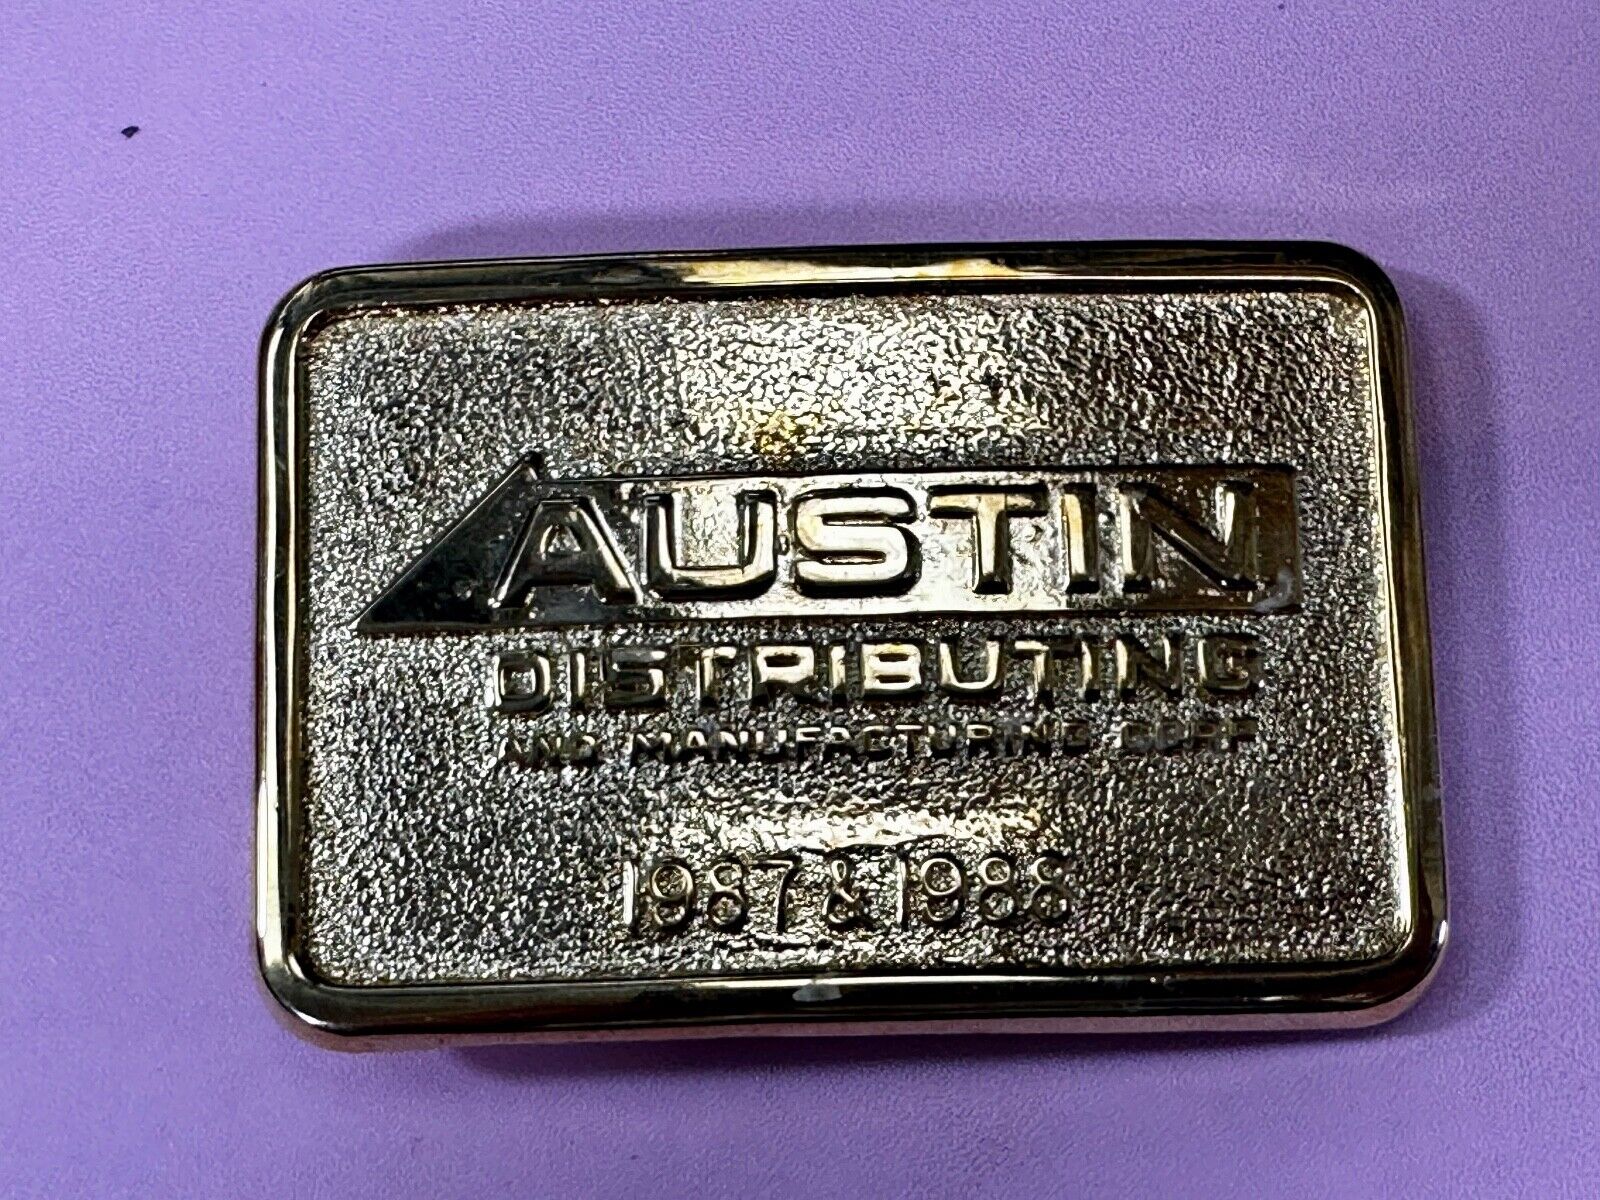 AUSTIN
DISTRIBUTING
AND MANUFACTURING CORP
1987 & 1988